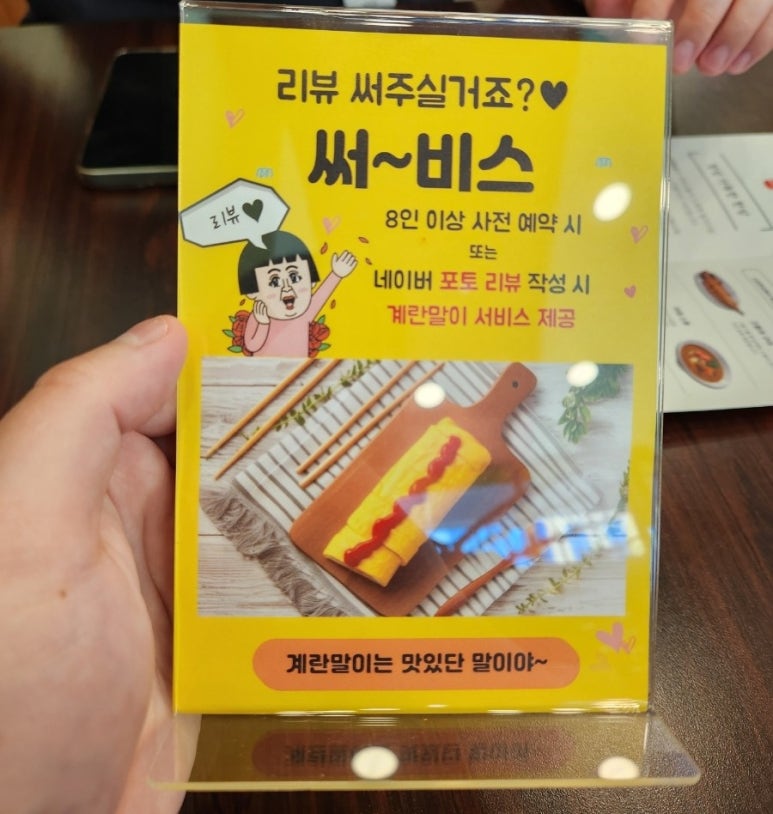 리뷰 써주실거죠?♥
써~비스
리뷰♥
8인 이상 사전 예약 시
또는
네이버 포토 리뷰 작성 시
계란말이 서비스 제공
계란말이는 맛있단 말이야~